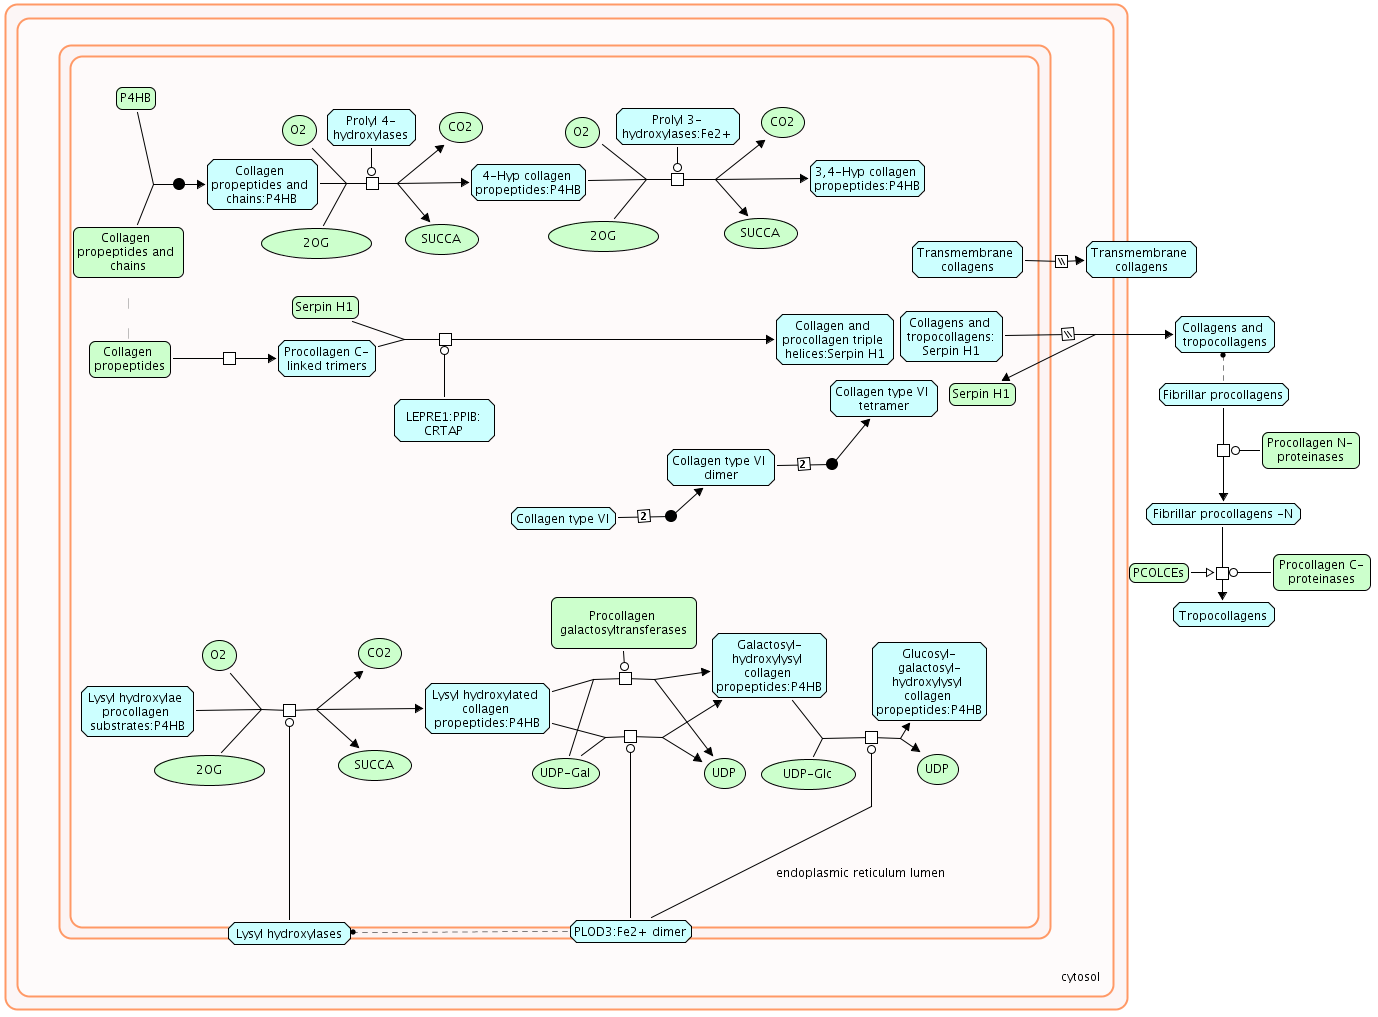 P4HB
O2
Prolyl 4-
hydroxylases
CO2
O2
Prolyl 3-
hydroxylases:Fe2+
CO2
Collagen
propeptides and
chains:P4HB
4-Hyp collagen
propeptides:P4HB
3,4-Hyp collagen
propeptides:P4HB
Collagen
propeptides and
chains
2OG
SUCCA
2OG
SUCCA
Transmembrane
collagens
Transmembrane
collagens
Serpin H1
Collagen
propeptides
Procollagen C-
linked trimers
Collagen and
procollagen triple
helices:Serpin H1
Collagens and
tropocollagens:
Serpin H1
Collagens and
tropocollagens
LEPRE1:PPIB:
CRTAP
Collagen type VI
tetramer
Serpin H1
Fibrillar procollagens
Procollagen N-
proteinases
Collagen type VI
dimer
2
Collagen type VI
2
Fibrillar procollagens -N
PCOLCEs
Procollagen C-
proteinases
Tropocollagens
Procollagen
galactosyltransferases
O2
CO2
Galactosyl-
hydroxylysyl
collagen
propeptides:P4HB
Glucosyl-
galactosyl-
hydroxylysyl
collagen
propeptides:P4HB
Lysyl hydroxylae
procollagen
substrates:P4HB
Lysyl hydroxylated
collagen
propeptides:P4HB
2OG
SUCCA
UDP-Gal
UDP
UDP-Glc
UDP
endoplasmic reticulum lumen
Lysyl hydroxylases
PLOD3:Fe2+ dimer
cytosol